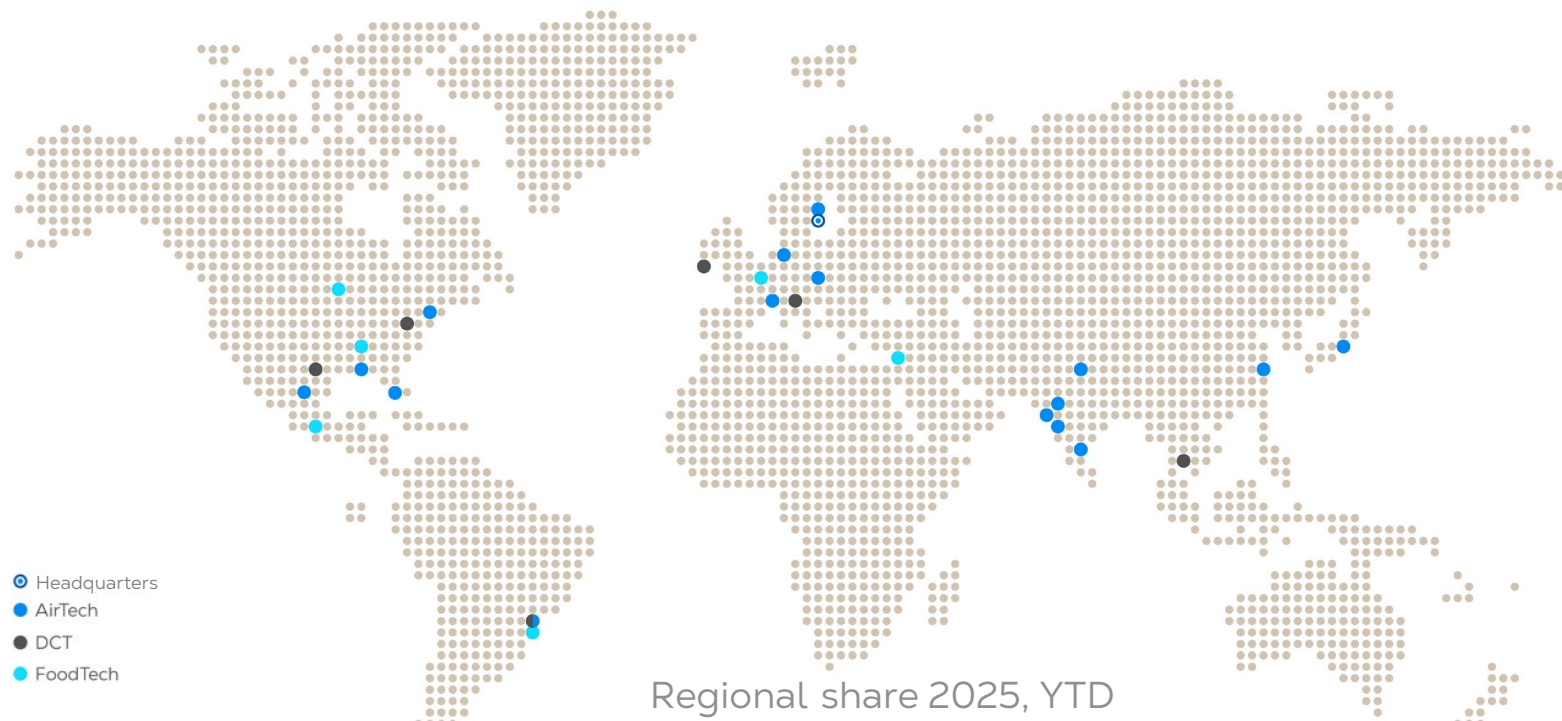 Headquarters
AirTech
DCT
FoodTech
Regional share 2025, YTD